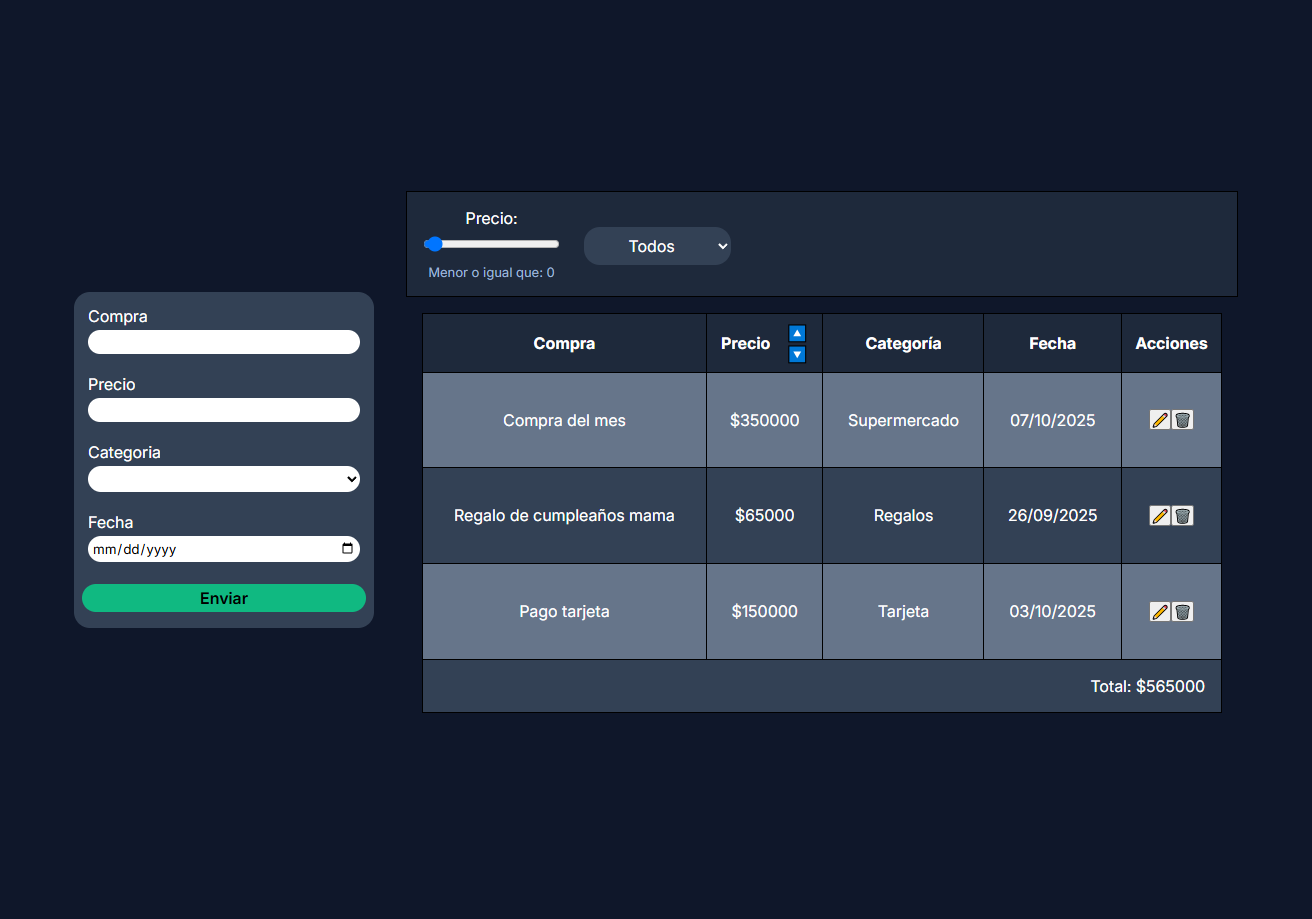 Compra
Precio
Categoria
Fecha
mm/dd/yyyy
Enviar
Precio:
Menor o igual que: 0
Todos
Compra Precio Categoría Fecha Acciones
Compra del mes $350000 Supermercado 07/10/2025
Regalo de cumpleaños mama $65000 Regalos 26/09/2025
Pago tarjeta $150000 Tarjeta 03/10/2025
Total: $565000